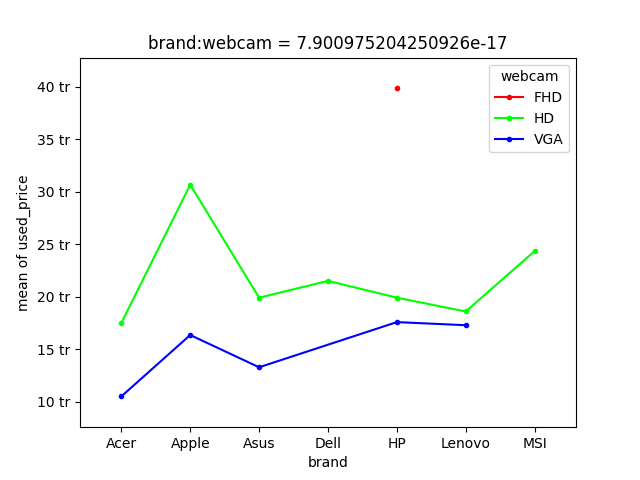 brand:webcam = 7.900975204250926e-17
webcam
FHD
HD
VGA
mean of used_price
40 tr
35 tr
30 tr
25 tr
20 tr
15 tr
10 tr
Acer Apple Asus Dell HP Lenovo MSI
brand